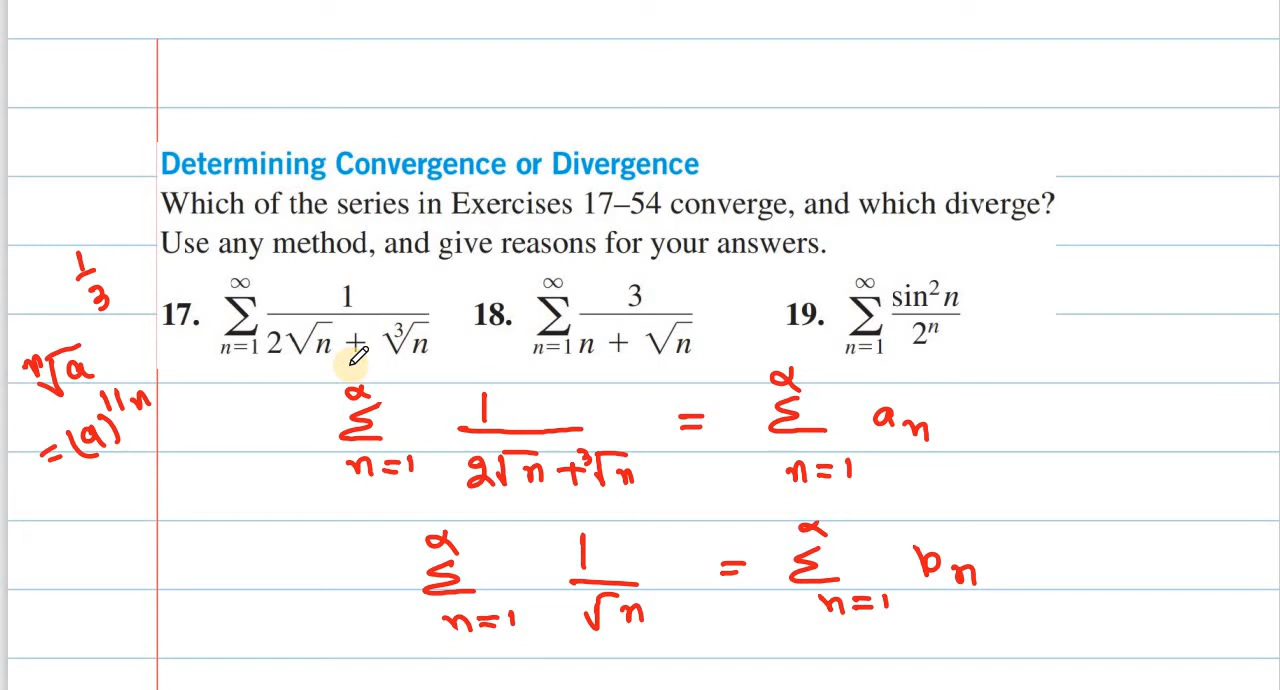 Determining Convergence or Divergence
Which of the series in Exercises 17–54 converge, and which diverge?
Use any method, and give reasons for your answers.
17. ∑_{n=1}^{∞} 1/(2√n + ∛n) 18. ∑_{n=1}^{∞} 3/(n + √n) 19. ∑_{n=1}^{∞} sin²n/2ⁿ
1/3
ⁿ√a
= (a)^{1/n}
∑_{n=1}^{∞} 1/(2√n + ³√n) = ∑_{n=1}^{∞} aₙ
∑_{n=1}^{∞} 1/√n = ∑_{n=1}^{∞} bₙ